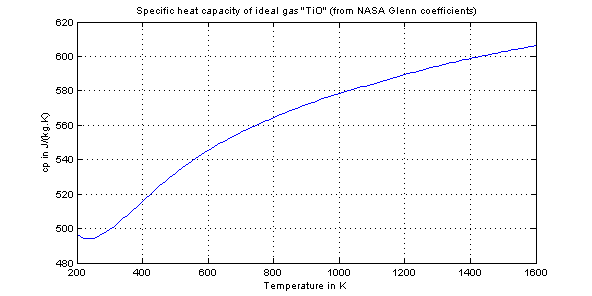 Specific heat capacity of ideal gas "TiO" (from NASA Glenn coefficients)
620
600
580
560
540
520
500
480
cp in J/(kg.K)
200 400 600 800 1000 1200 1400 1600
Temperature in K